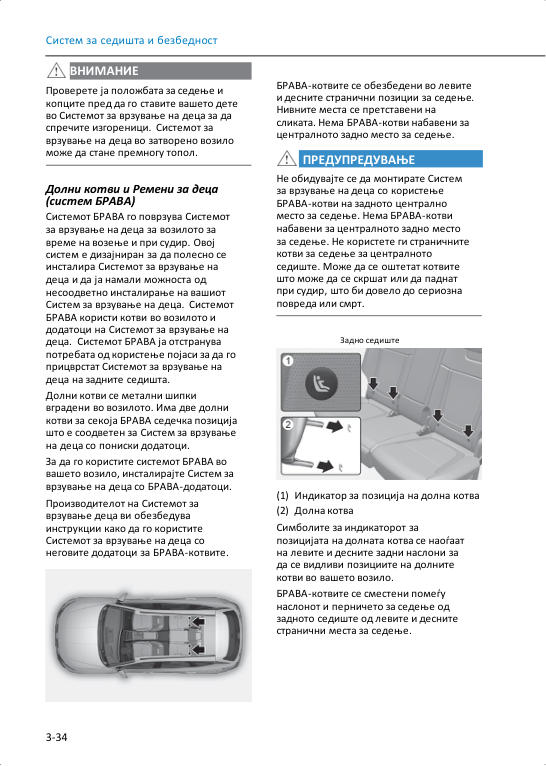 Систем за седишта и безбедност
ВНИМАНИЕ
Проверете ја положбата за седење и
копците пред да го ставите вашето дете
во Системот за врзување на деца за да
спречите изгореници. Системот за
врзување на деца во затворено возило
може да стане премногу топол.
Долни котви и Ремени за деца
(систем БРАВА)
Системот БРАВА го поврзува Системот
за врзување на деца за возилото за
време на возење и при судир. Овој
систем е дизајниран за да полесно се
инсталира Системот за врзување на
деца и да ја намали можноста од
несоодветно инсталирање на вашиот
Систем за врзување на деца. Системот
БРАВА користи котви во возилото и
додатоци на Системот за врзување на
деца. Системот БРАВА ја отстранува
потребата од користење појаси за да го
прицврстат Системот за врзување на
деца на задните седишта.
Долни котви се метални шипки
вградени во возилото. Има две долни
котви за секоја БРАВА седечка позиција
што е соодветен за Систем за врзување
на деца со пониски додатоци.
За да го користите системот БРАВА во
вашето возило, инсталирајте Систем за
врзување на деца со БРАВА-додатоци.
Производителот на Системот за
врзување деца ви обезбедува
инструкции како да го користите
Системот за врзување на деца со
неговите додатоци за БРАВА-котвите.
БРАВА-котвите се обезбедени во левите
и десните странични позиции за седење.
Нивните места се претставени на
сликата. Нема БРАВА-котви набавени за
централното задно место за седење.
ПРЕДУПРЕДУВАЊЕ
Не обидувајте се да монтирате Систем
за врзување на деца со користење
БРАВА-котви на задното централно
место за седење. Нема БРАВА-котви
набавени за централното задно место
за седење. Не користете ги страничните
котви за седење за централното
седиште. Може да се оштетат котвите
што може да се скршат или да паднат
при судир, што би довело до сериозна
повреда или смрт.
Задно седиште
1
2
(1) Индикатор за позиција на долна котва
(2) Долна котва
Симболите за индикаторот за
позицијата на долната котва се наоѓаат
на левите и десните задни наслони за
да се видливи позициите на долните
котви во вашето возило.
БРАВА-котвите се сместени помеѓу
наслонот и перничето за седење од
задното седиште од левите и десните
странични места за седење.
3-34